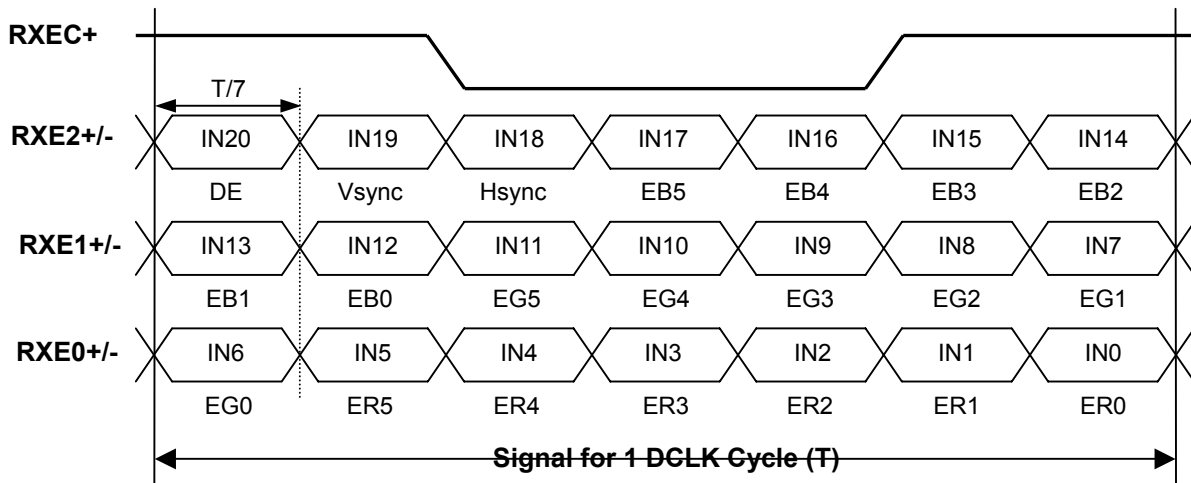 RXEC+
T/7
RXE2+/- IN20 IN19 IN18 IN17 IN16 IN15 IN14
DE Vsync Hsync EB5 EB4 EB3 EB2
RXE1+/- IN13 IN12 IN11 IN10 IN9 IN8 IN7
EB1 EB0 EG5 EG4 EG3 EG2 EG1
RXE0+/- IN6 IN5 IN4 IN3 IN2 IN1 IN0
EG0 ER5 ER4 ER3 ER2 ER1 ER0
Signal for 1 DCLK Cycle (T)